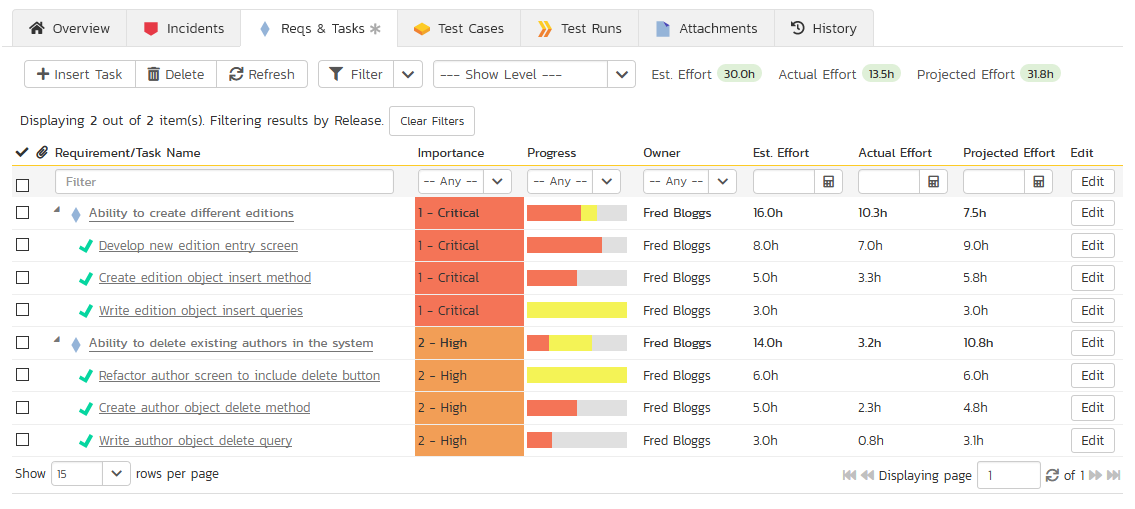 Overview Incidents Reqs & Tasks Test Cases Test Runs Attachments History
Insert Task Delete Refresh Filter --- Show Level --- Est. Effort 30.0h Actual Effort 13.5h Projected Effort 31.8h
Displaying 2 out of 2 item(s). Filtering results by Release. Clear Filters
Requirement/Task Name Importance Progress Owner Est. Effort Actual Effort Projected Effort Edit
Filter -- Any -- -- Any -- -- Any -- Edit
Ability to create different editions 1 - Critical Fred Bloggs 16.0h 10.3h 7.5h Edit
Develop new edition entry screen 1 - Critical Fred Bloggs 8.0h 7.0h 9.0h Edit
Create edition object insert method 1 - Critical Fred Bloggs 5.0h 3.3h 5.8h Edit
Write edition object insert queries 1 - Critical Fred Bloggs 3.0h 3.0h Edit
Ability to delete existing authors in the system 2 - High Fred Bloggs 14.0h 3.2h 10.8h Edit
Refactor author screen to include delete button 2 - High Fred Bloggs 6.0h 6.0h Edit
Create author object delete method 2 - High Fred Bloggs 5.0h 2.3h 4.8h Edit
Write author object delete query 2 - High Fred Bloggs 3.0h 0.8h 3.1h Edit
Show 15 rows per page Displaying page 1 of 1